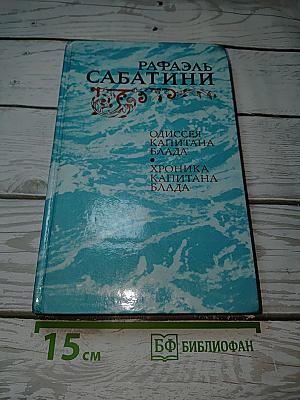 РАФАЭЛЬ
САБАТИНИ
ОДИССЕЯ
КАПИТАНА
БЛАДА
•
ХРОНИКА
КАПИТАНА
БЛАДА
15 см
БФ БИБЛИОФАН